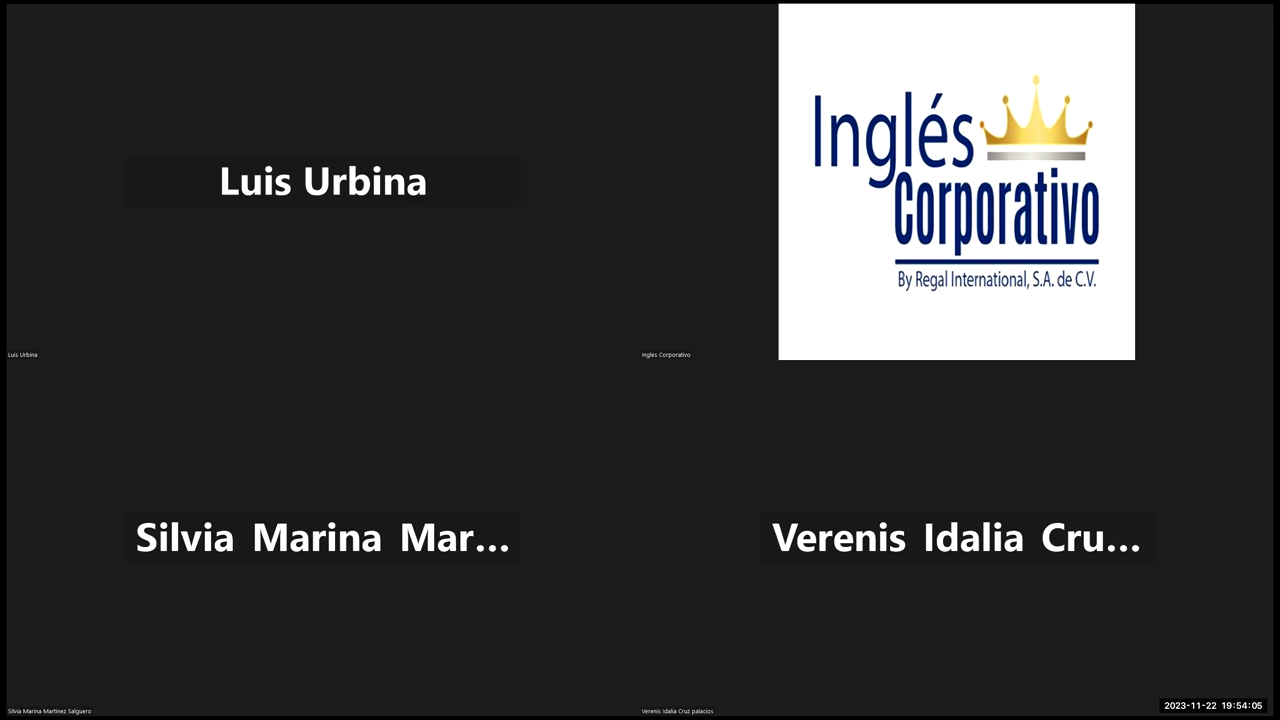 Luis Urbina
Inglés
Corporativo
By Regal International, S.A. de C.V.
Luis Urbina
Ingles Corporativo
Silvia Marina Mar...
Verenis Idalia Cru...
Silvia Marina Martinez Salguero
Verenis Idalia Cruz palacios
2023-11-22 19:54:05